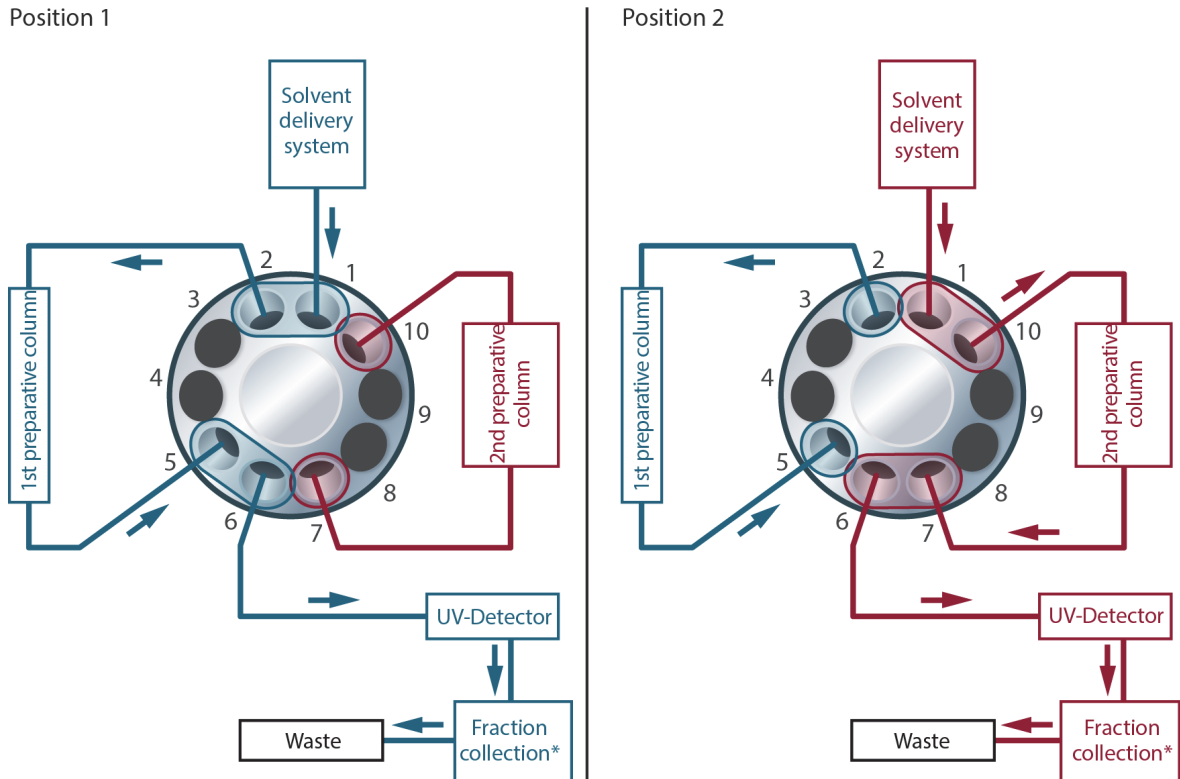 Position 1
Solvent
delivery
system
2
1
3
10
4
9
5
8
6
7
1st preparative column
2nd preparative
column
UV-Detector
Fraction
collection*
Waste
Position 2
Solvent
delivery
system
2
1
3
10
4
9
5
8
6
7
1st preparative column
2nd preparative
column
UV-Detector
Fraction
collection*
Waste